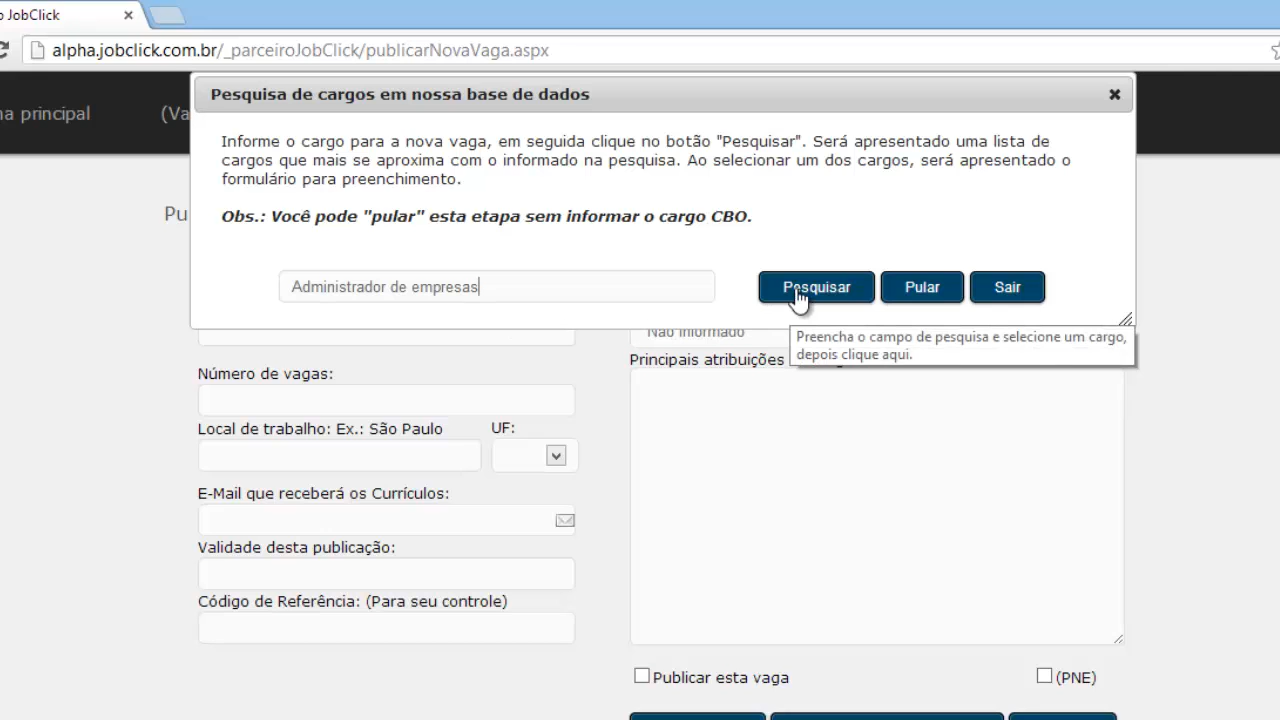 o JobClick
alpha.jobclick.com.br/_parceiroJobClick/publicarNovaVaga.aspx
Pesquisa de cargos em nossa base de dados
na principal
(Va
Informe o cargo para a nova vaga, em seguida clique no botão "Pesquisar". Será apresentado uma lista de
cargos que mais se aproxima com o informado na pesquisa. Ao selecionar um dos cargos, será apresentado o
formulário para preenchimento.
Pu
Obs.: Você pode "pular" esta etapa sem informar o cargo CBO.
Administrador de empresas
Pesquisar
Pular
Sair
Não informado
Preencha o campo de pesquisa e selecione um cargo,
depois clique aqui.
Principais atribuições
Número de vagas:
Local de trabalho: Ex.: São Paulo
UF:
E-Mail que receberá os Currículos:
Validade desta publicação:
Código de Referência: (Para seu controle)
Publicar esta vaga
(PNE)